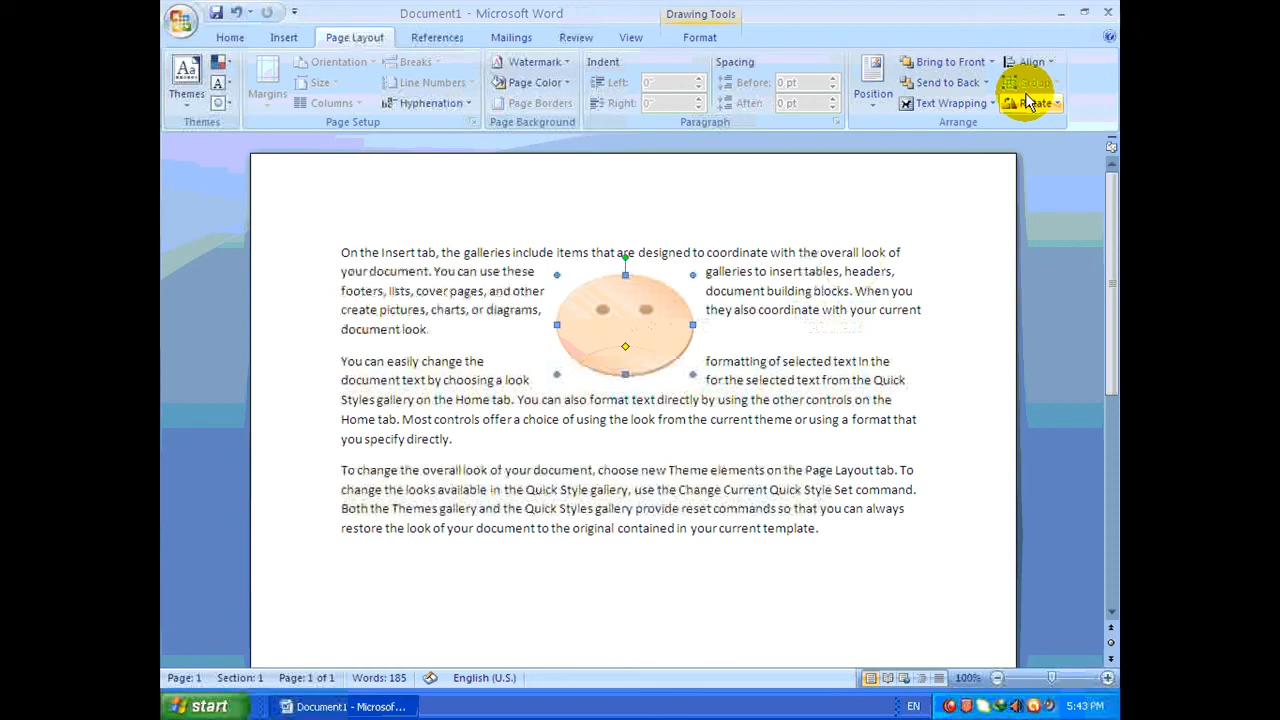 Document1 - Microsoft Word
Drawing Tools
Home Insert Page Layout References Mailings Review View Format
Themes
Margins
Orientation
Size
Columns
Breaks
Line Numbers
Hyphenation
Watermark
Page Color
Page Borders
Indent
Left: 0"
Right: 0"
Spacing
Before: 0 pt
After: 0 pt
Position
Bring to Front
Send to Back
Text Wrapping
Align
Group
Themes Page Setup Page Background Paragraph Arrange
On the Insert tab, the galleries include items that are designed to coordinate with the overall look of
your document. You can use these galleries to insert tables, headers,
footers, lists, cover pages, and other document building blocks. When you
create pictures, charts, or diagrams, they also coordinate with your current
document look.
You can easily change the formatting of selected text in the
document text by choosing a look for the selected text from the Quick
Styles gallery on the Home tab. You can also format text directly by using the other controls on the
Home tab. Most controls offer a choice of using the look from the current theme or using a format that
you specify directly.
To change the overall look of your document, choose new Theme elements on the Page Layout tab. To
change the looks available in the Quick Style gallery, use the Change Current Quick Style Set command.
Both the Themes gallery and the Quick Styles gallery provide reset commands so that you can always
restore the look of your document to the original contained in your current template.
Page: 1 Section: 1 Page: 1 of 1 Words: 185 English (U.S.) 100%
start Document1 - Microsof... EN 5:43 PM